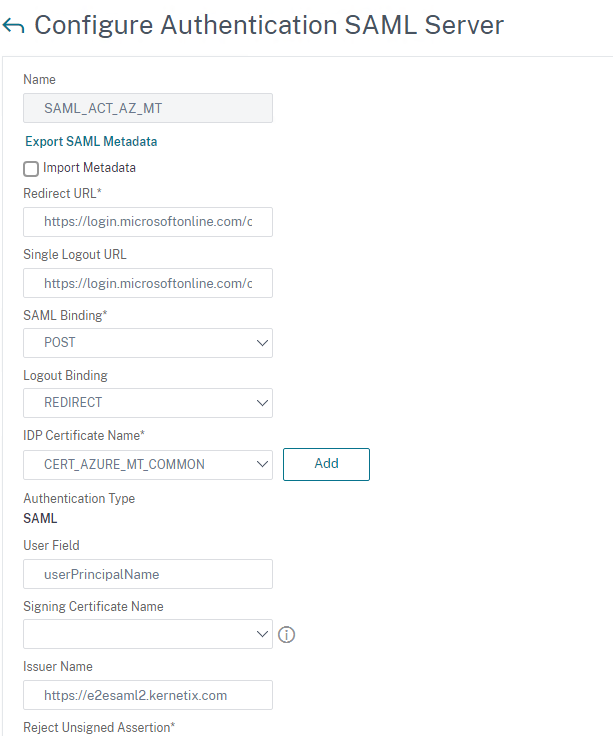 Configure Authentication SAML Server
Name
SAML_ACT_AZ_MT
Export SAML Metadata
Import Metadata
Redirect URL*
https://login.microsoftonline.com/c
Single Logout URL
https://login.microsoftonline.com/c
SAML Binding*
POST
Logout Binding
REDIRECT
IDP Certificate Name*
CERT_AZURE_MT_COMMON
Add
Authentication Type
SAML
User Field
userPrincipalName
Signing Certificate Name
Issuer Name
https://e2esaml2.kernetix.com
Reject Unsigned Assertion*